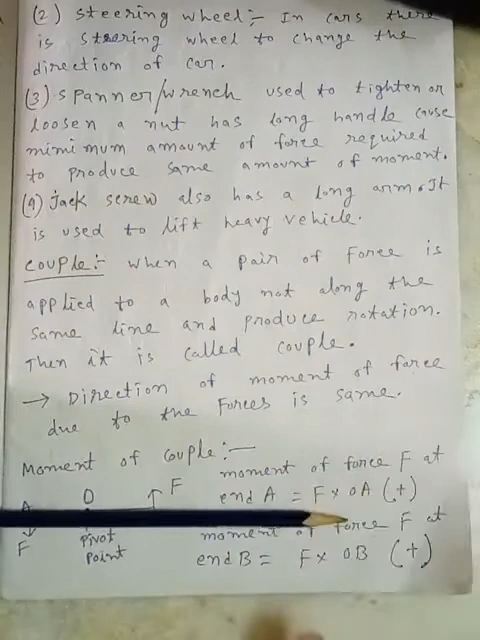 (2) Steering wheel:- In cars there
is steering wheel to change the
direction of car.
(3) spanner/wrench used to tighten or
loosen a nut has long handle cause
mimimum amount of force required
to produce same amount of moment.
(4) Jack screw also has a long arm. It
is used to lift heavy vehicle.
Couple:- when a pair of Force is
applied to a body not along the
same line and produce rotation.
Then it is called couple.
→ Direction of moment of force
due to the Forces is same.
Moment of couple:-
moment of force F at
end A = F × OA (+)
A O F
moment of force F at
end B = F × OB (+)
F Pivot
Point